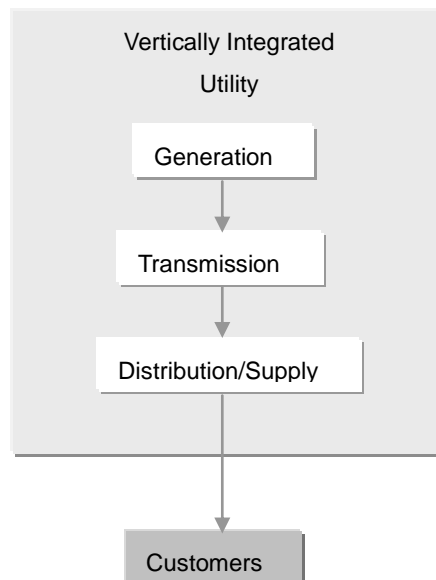 Vertically Integrated
Utility
Generation
Transmission
Distribution/Supply
Customers